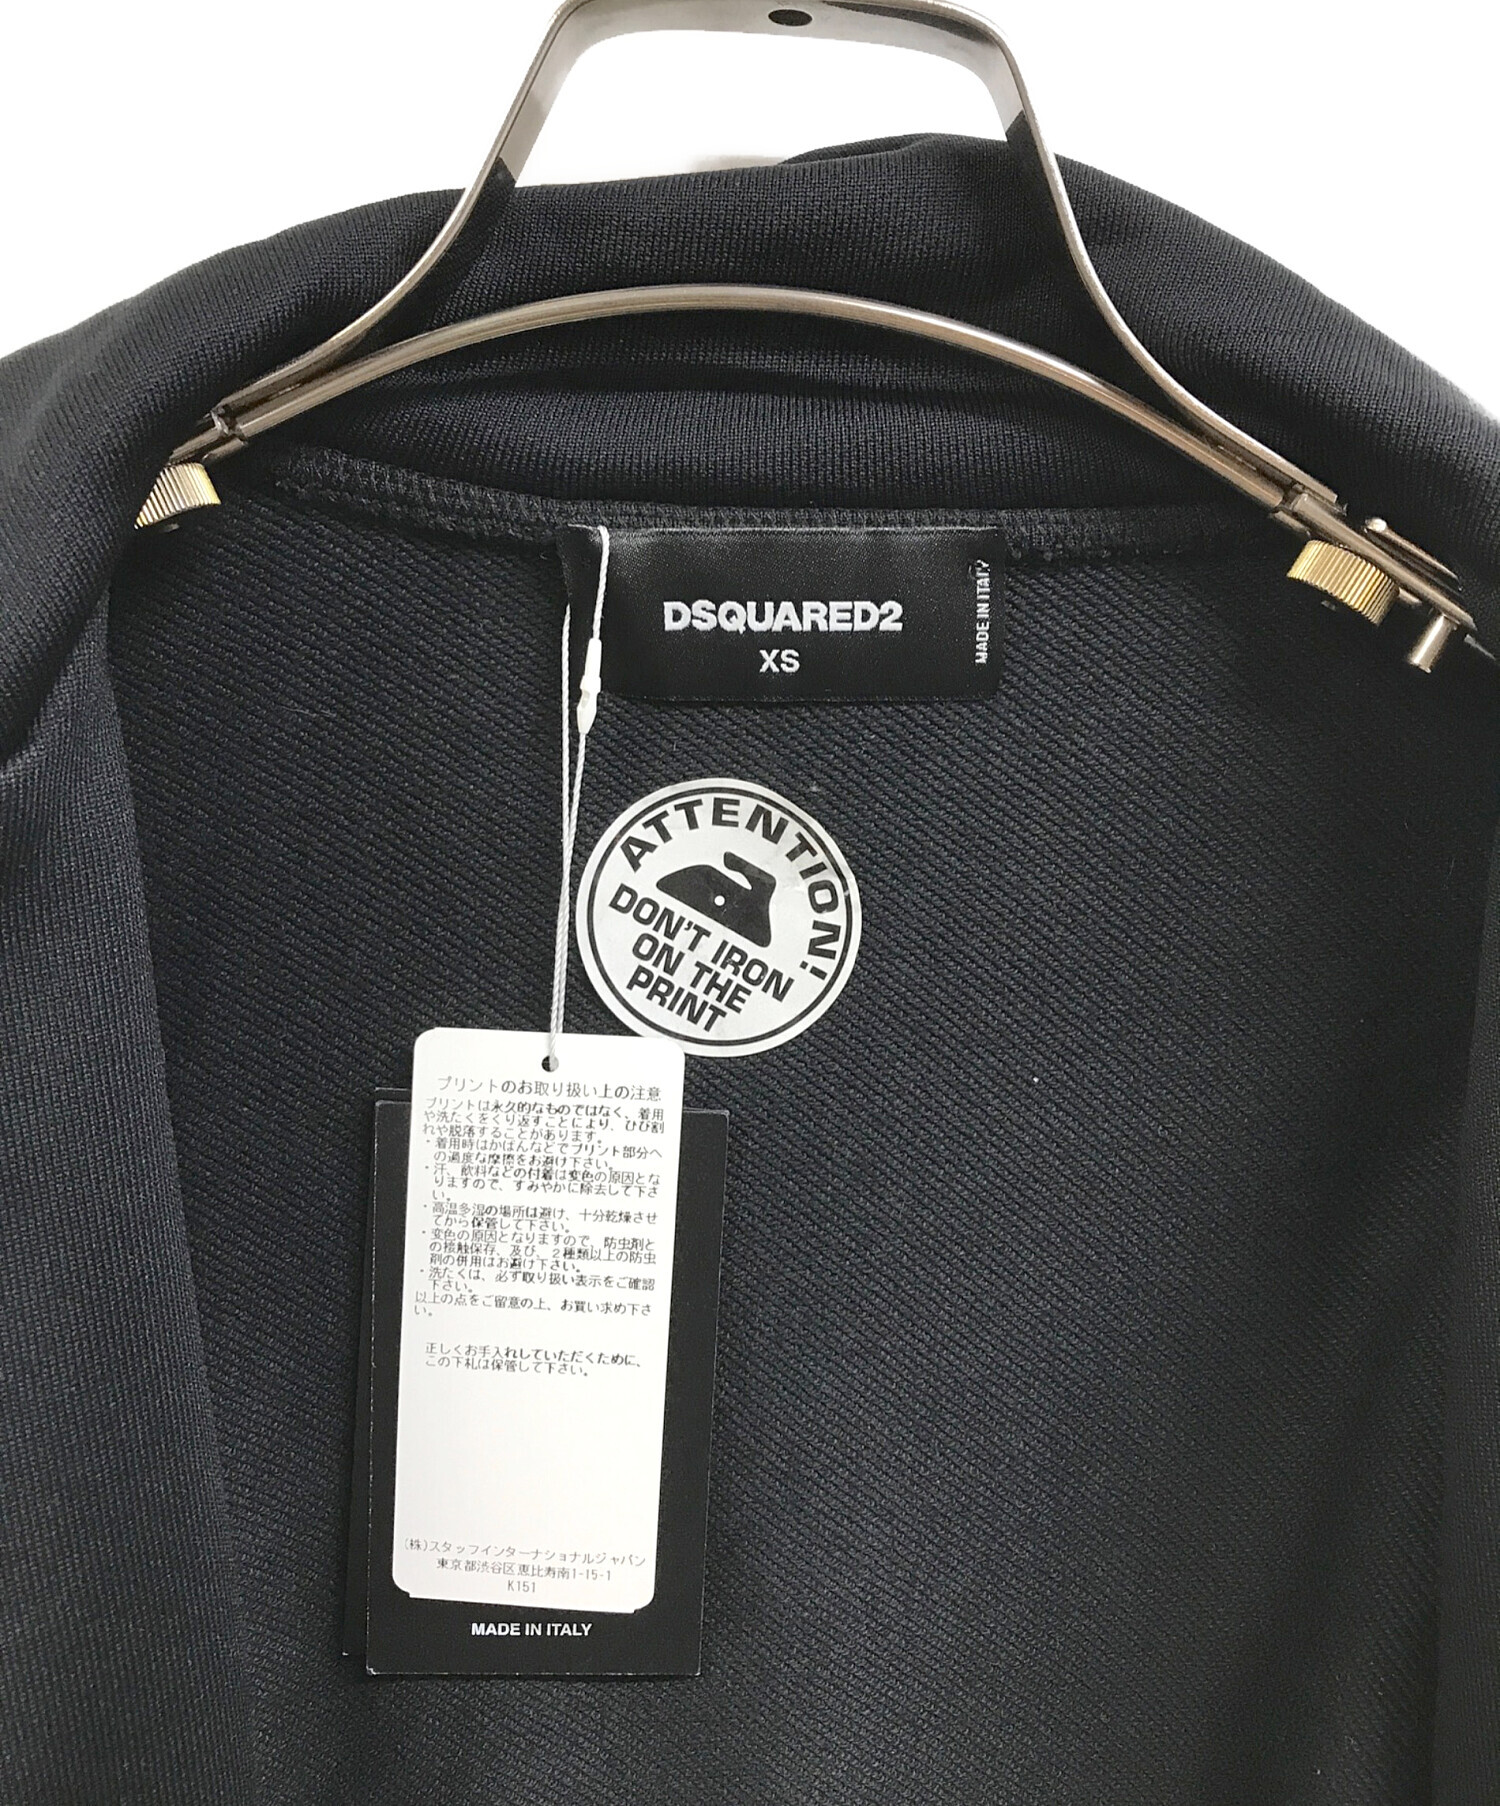 DSQUARED2
XS
MADE IN ITALY
ATTENTION!
DON'T IRON
ON THE
PRINT
プリントのお取り扱い上の注意
プリントは永久的なものではなく、着用
や洗たくをくり返すことにより、ひび割
れや脱落することがあります。
・着用時はかばんなどでプリント部分へ
の過度な摩擦をお避け下さい。
・汗、飲料などの付着は変色の原因とな
りますので、すみやかに除去して下さ
い。
・高温多湿の場所は避け、十分乾燥させ
てから保管して下さい。
・変色の原因となりますので、防虫剤と
の接触保存、及び、２種類以上の防虫
剤の併用はお避け下さい。
・洗たくは、必ず取り扱い表示をご確認
下さい。
以上の点をご留意の上、お買い求め下さ
い。
正しくお手入れしていただくために、
この下札は保管して下さい。
(株)スタッフインターナショナルジャパン
東京都渋谷区恵比寿南1-15-1
K151
MADE IN ITALY